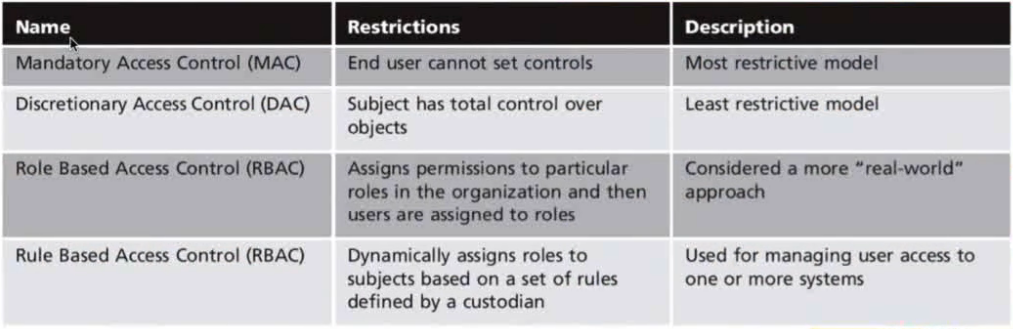 Name Restrictions Description
Mandatory Access Control (MAC) End user cannot set controls Most restrictive model
Discretionary Access Control (DAC) Subject has total control over Least restrictive model
objects
Role Based Access Control (RBAC) Assigns permissions to particular Considered a more “real-world”
roles in the organization and then approach
users are assigned to roles
Rule Based Access Control (RBAC) Dynamically assigns roles to Used for managing user access to
subjects based on a set of rules one or more systems
defined by a custodian